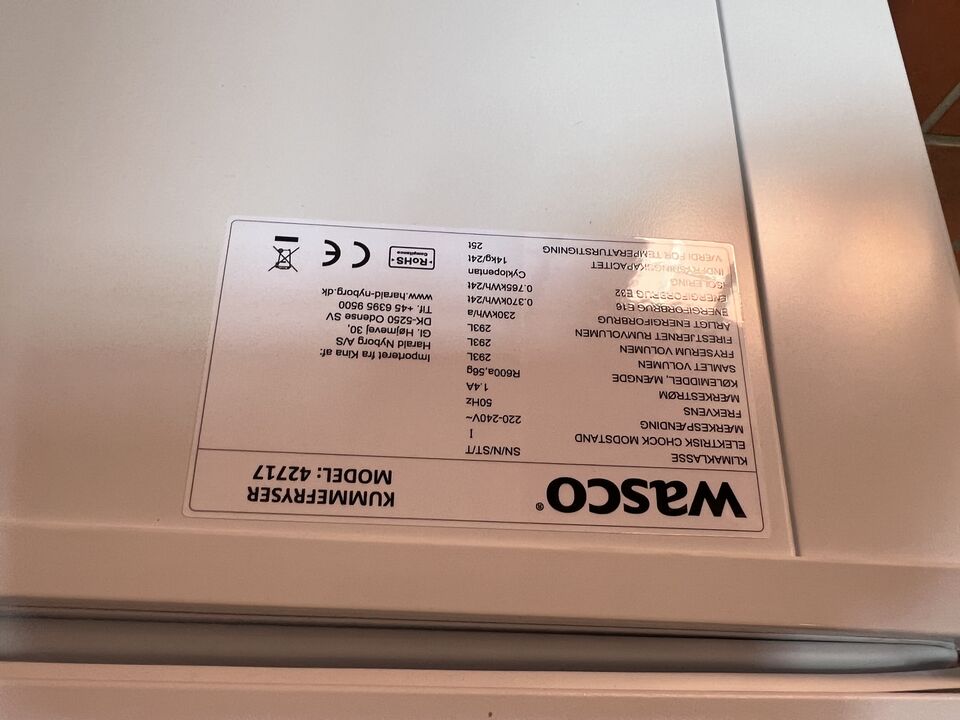 wasco®
KUMMEFRYSER
MODEL: 42717
KLIMAKLASSE SN/N/ST/T
ELEKTRISK CHOCK MODSTAND I
MÆRKESPÆNDING 220-240V~
FREKVENS 50Hz
MÆRKESTRØM 1.4A
KØLEMIDDEL, MÆNGDE R600a,56g
SAMLET VOLUMEN 293L
FRYSERUM VOLUMEN 293L
FIRESTJERNET RUMVOLUMEN 293L
ÅRLIGT ENERGIFORBRUG 230kWh/a
ENERGIFORBRUG E16 0.370kWh/24t
ENERGIFORBRUG E32 0.765kWh/24t
ISOLERING Cyklopentan
INDFRYSNINGSKAPACITET 14kg/24t
VÆRDI FOR TEMPERATURSTIGNING 25t
Importeret fra Kina af:
Harald Nyborg A/S
Gl. Højmevej 30,
DK-5250 Odense SV
Tlf. +45 6395 9500
www.harald-nyborg.dk
RoHS
Compliance
CE